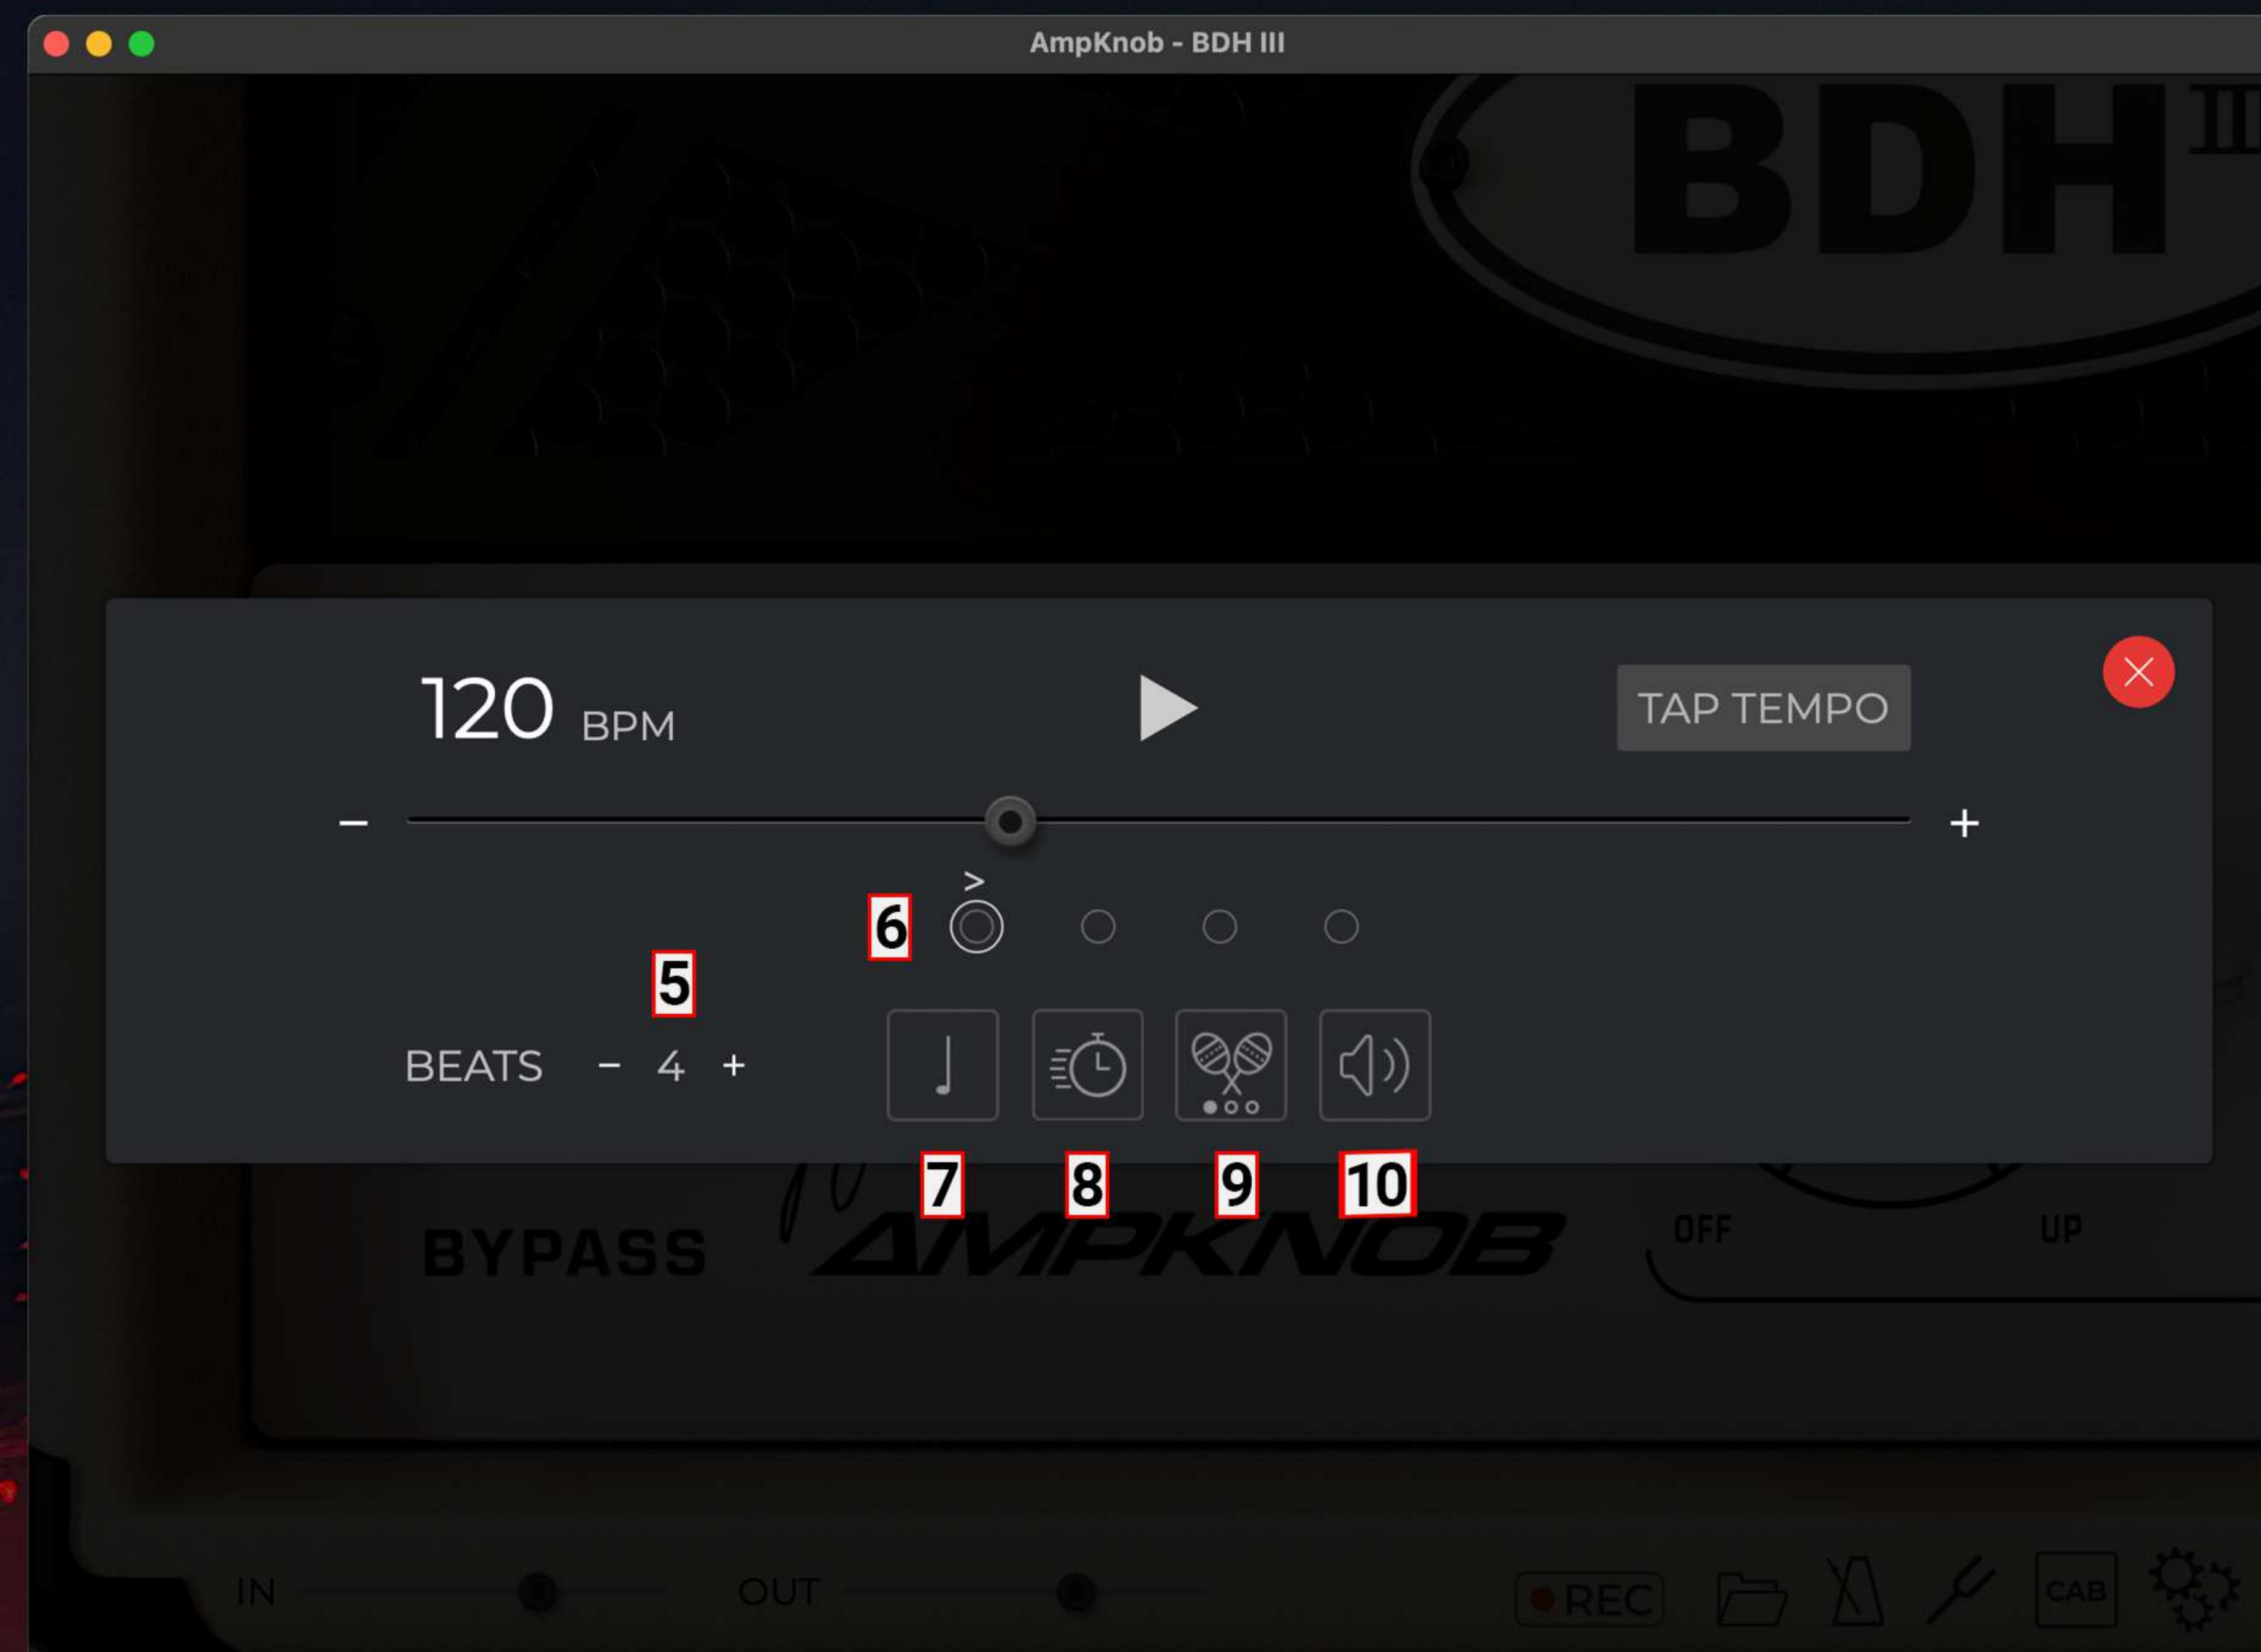 AmpKnob - BDH III
BDH III
120 BPM
TAP TEMPO
− +
>
6
5
BEATS − 4 +
7 8 9 10
BYPASS
AMPKNOB
OFF UP
IN OUT
REC
CAB